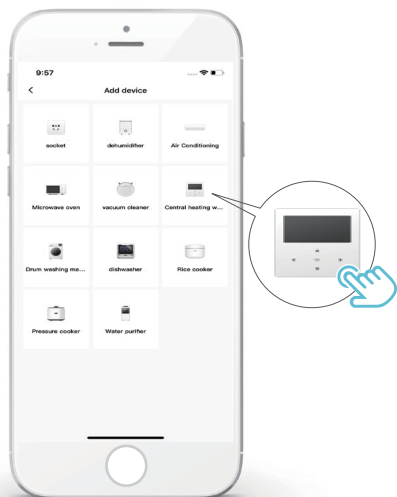 9:57
Add device
socket
dehumidifier
Air Conditioning
Microwave oven
vacuum cleaner
Central heating w...
Drum washing ma...
dishwasher
Rice cooker
Pressure cooker
Water purifier